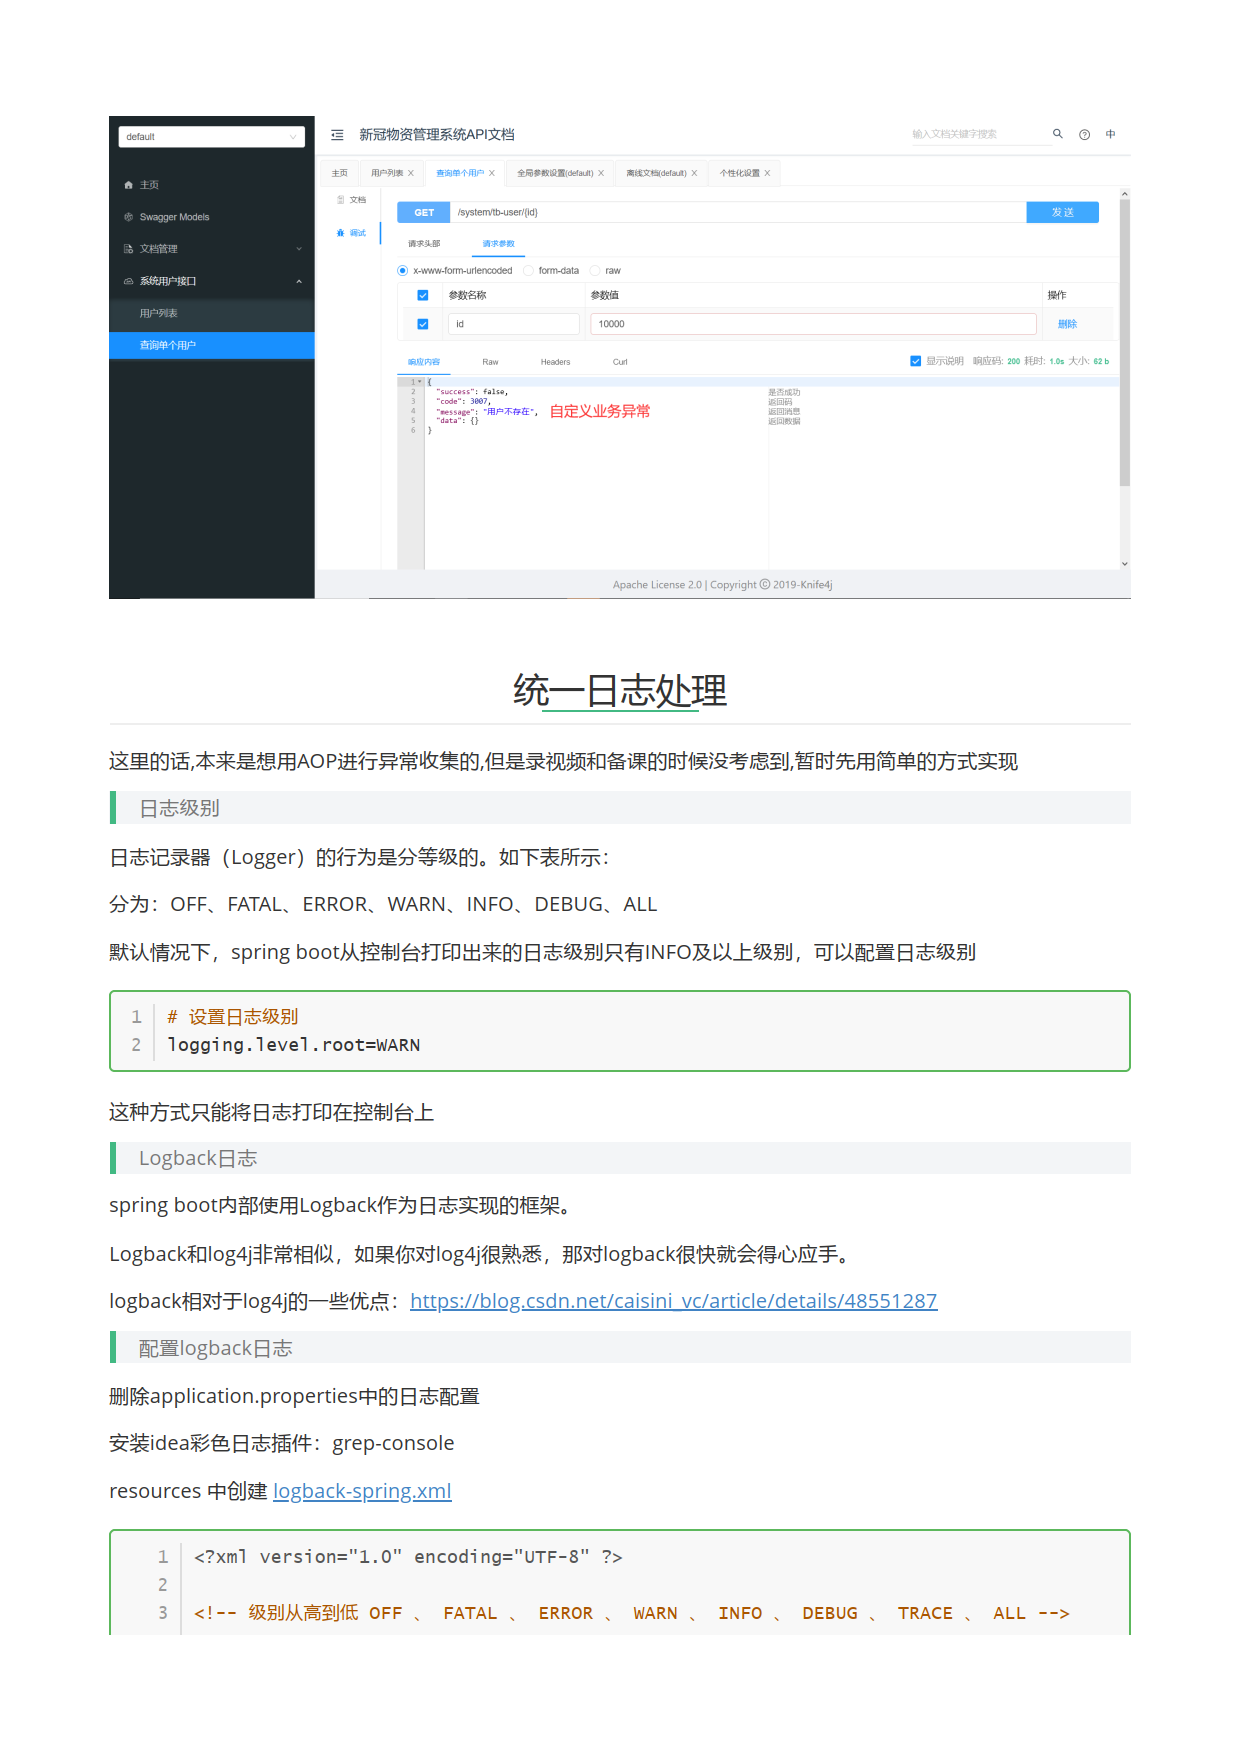 default
新冠物资管理系统API文档
输入文档关键字搜索
中
主页
用户列表 X
查询单个用户 X
全局参数设置(default) X
离线文档(default) X
个性化设置 X
主页
Swagger Models
文档管理
系统用户接口
用户列表
查询单个用户
文档
调试
GET /system/tb-user/{id} 发 送
请求头部 请求参数
x-www-form-urlencoded form-data raw
参数名称 参数值 操作
id 10000 删除
响应内容 Raw Headers Curl 显示说明 响应码: 200 耗时: 1.0s 大小: 62 b
1 {
2 "success": false, 是否成功
3 "code": 3007, 返回码
4 "message": "用户不存在", 自定义业务异常 返回消息
5 "data": {} 返回数据
6 }
Apache License 2.0 | Copyright ⓒ 2019-Knife4j
统一日志处理
这里的话,本来是想用AOP进行异常收集的,但是录视频和备课的时候没考虑到,暂时先用简单的方式实现
日志级别
日志记录器（Logger）的行为是分等级的。如下表所示：
分为：OFF、FATAL、ERROR、WARN、INFO、DEBUG、ALL
默认情况下，spring boot从控制台打印出来的日志级别只有INFO及以上级别，可以配置日志级别
1 # 设置日志级别
2 logging.level.root=WARN
这种方式只能将日志打印在控制台上
Logback日志
spring boot内部使用Logback作为日志实现的框架。
Logback和log4j非常相似，如果你对log4j很熟悉，那对logback很快就会得心应手。
logback相对于log4j的一些优点：https://blog.csdn.net/caisini_vc/article/details/48551287
配置logback日志
删除application.properties中的日志配置
安装idea彩色日志插件：grep-console
resources 中创建 logback-spring.xml
1 <?xml version="1.0" encoding="UTF-8" ?>
2
3 <!-- 级别从高到低 OFF 、 FATAL 、 ERROR 、 WARN 、 INFO 、 DEBUG 、 TRACE 、 ALL -->